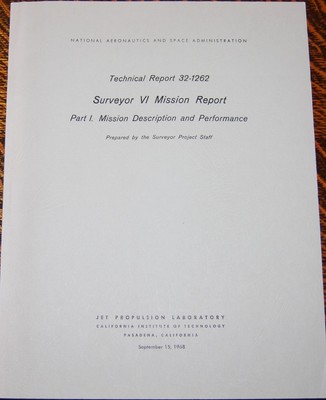 NATIONAL AERONAUTICS AND SPACE ADMINISTRATION
Technical Report 32-1262
Surveyor VI Mission Report
Part I. Mission Description and Performance
Prepared by the Surveyor Project Staff
JET PROPULSION LABORATORY
CALIFORNIA INSTITUTE OF TECHNOLOGY
PASADENA, CALIFORNIA
September 15, 1968